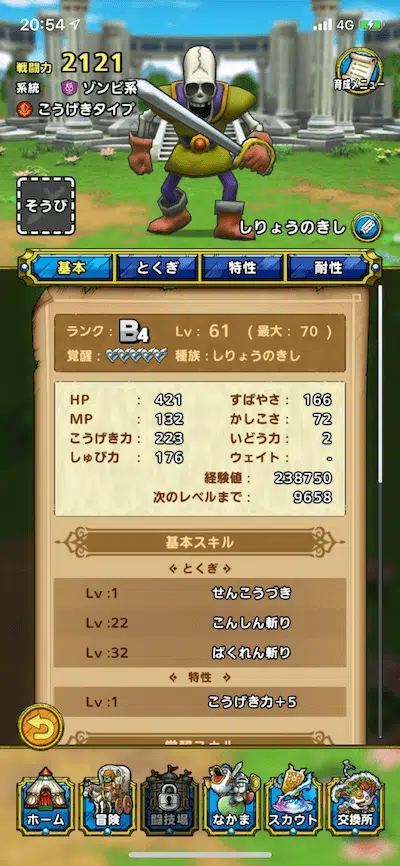 20:54 4G
戦闘力 2121
系統 ゾンビ系
こうげきタイプ
育成メニュー
そうび
しりょうのきし
基本 とくぎ 特性 耐性
ランク : B4 Lv : 61 ( 最大 : 70 )
覚醒 : 種族 : しりょうのきし
HP : 421 すばやさ : 166
MP : 132 かしこさ : 72
こうげき力 : 223 いどう力 : 2
しゅび力 : 176 ウェイト : -
経験値 : 238750
次のレベルまで : 9658
基本スキル
とくぎ
Lv :1 せんこうづき
Lv :22 こんしん斬り
Lv :32 ばくれん斬り
特性
Lv :1 こうげき力+5
覚醒スキル
ホーム 冒険 闘技場 なかま スカウト 交換所